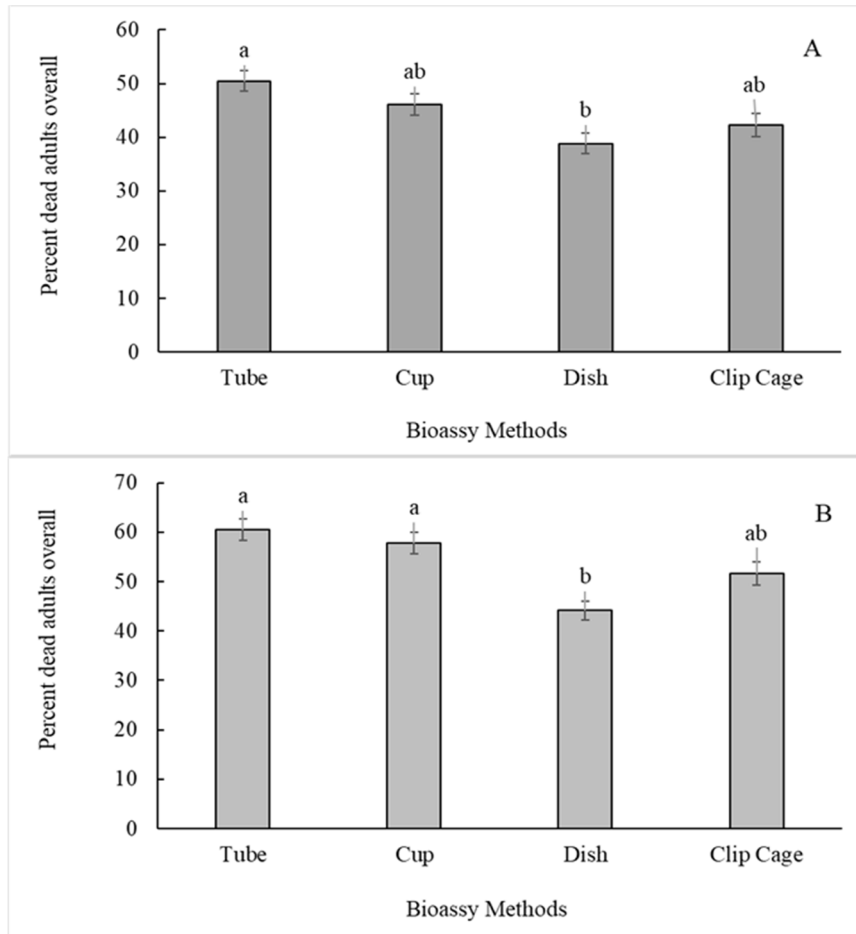 A
Percent dead adults overall
60
50
40
30
20
10
0
a
ab
b
ab
Tube Cup Dish Clip Cage
Bioassy Methods
B
Percent dead adults overall
70
60
50
40
30
20
10
0
a
a
b
ab
Tube Cup Dish Clip Cage
Bioassy Methods